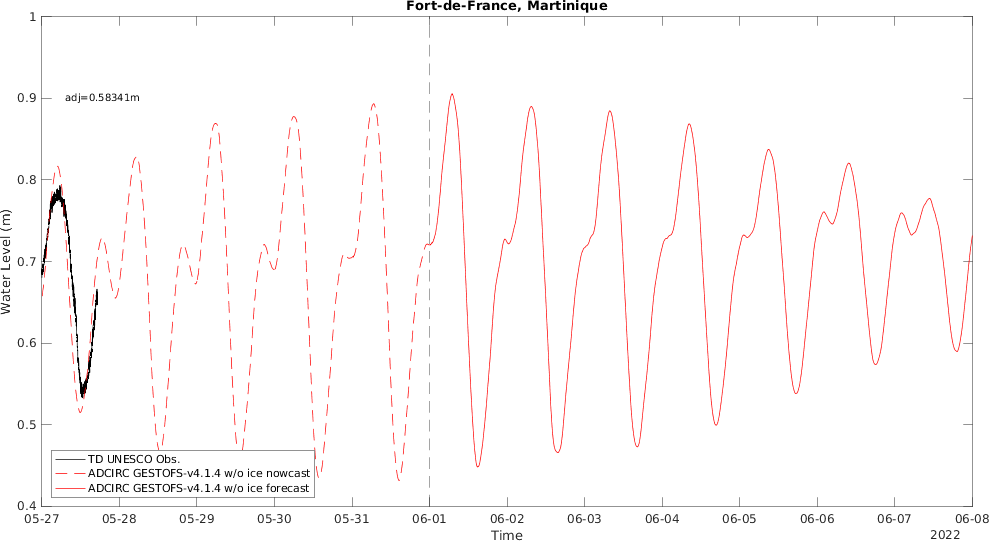 Fort-de-France, Martinique
1
0.9
0.8
0.7
0.6
0.5
0.4
Water Level (m)
adj=0.58341m
TD UNESCO Obs.
ADCIRC GESTOFS-v4.1.4 w/o ice nowcast
ADCIRC GESTOFS-v4.1.4 w/o ice forecast
05-27 05-28 05-29 05-30 05-31 06-01 06-02 06-03 06-04 06-05 06-06 06-07 06-08
Time
2022